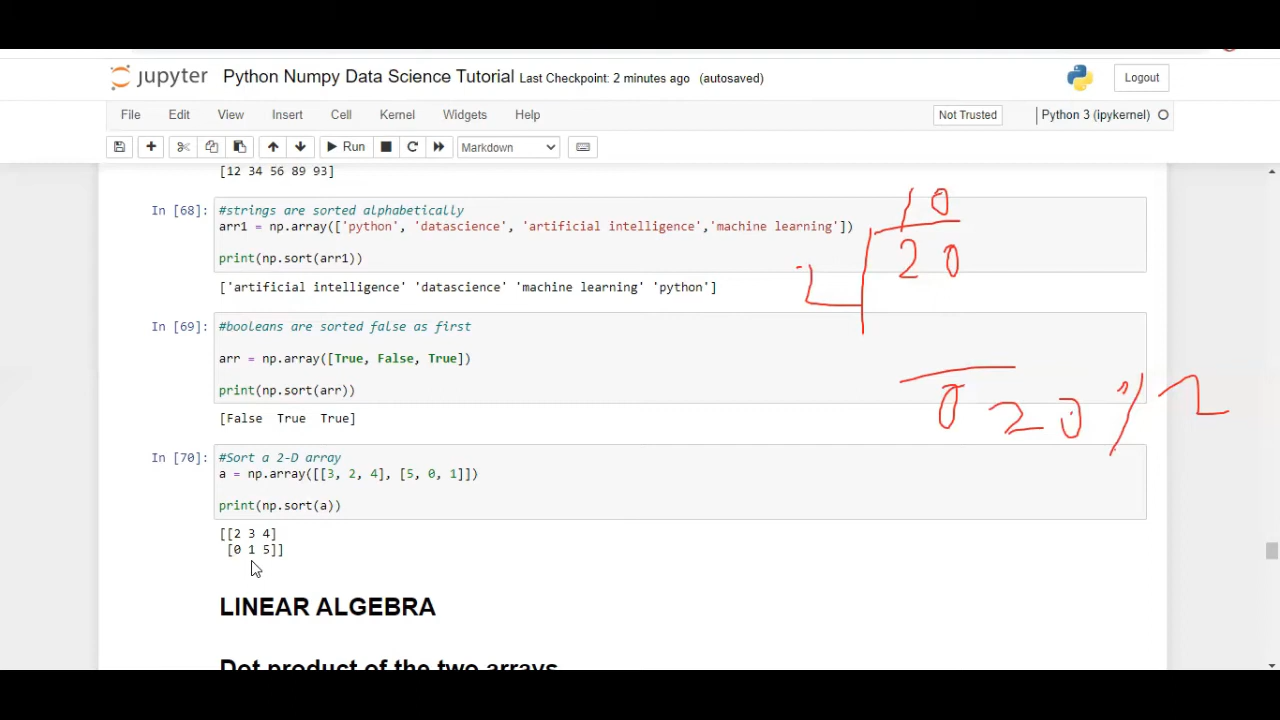 jupyter Python Numpy Data Science Tutorial Last Checkpoint: 2 minutes ago (autosaved) Logout
File Edit View Insert Cell Kernel Widgets Help Not Trusted Python 3 (ipykernel)
Run Markdown
[12 34 56 89 93]
In [68]: #strings are sorted alphabetically
arr1 = np.array(['python', 'datascience', 'artificial intelligence','machine learning'])
print(np.sort(arr1))
['artificial intelligence' 'datascience' 'machine learning' 'python']
In [69]: #booleans are sorted false as first
arr = np.array([True, False, True])
print(np.sort(arr))
[False  True  True]
In [70]: #Sort a 2-D array
a = np.array([[3, 2, 4], [5, 0, 1]])
print(np.sort(a))
[[2 3 4]
[0 1 5]]
LINEAR ALGEBRA
Dot product of the two arrays
10
2 20
0
20 % 2